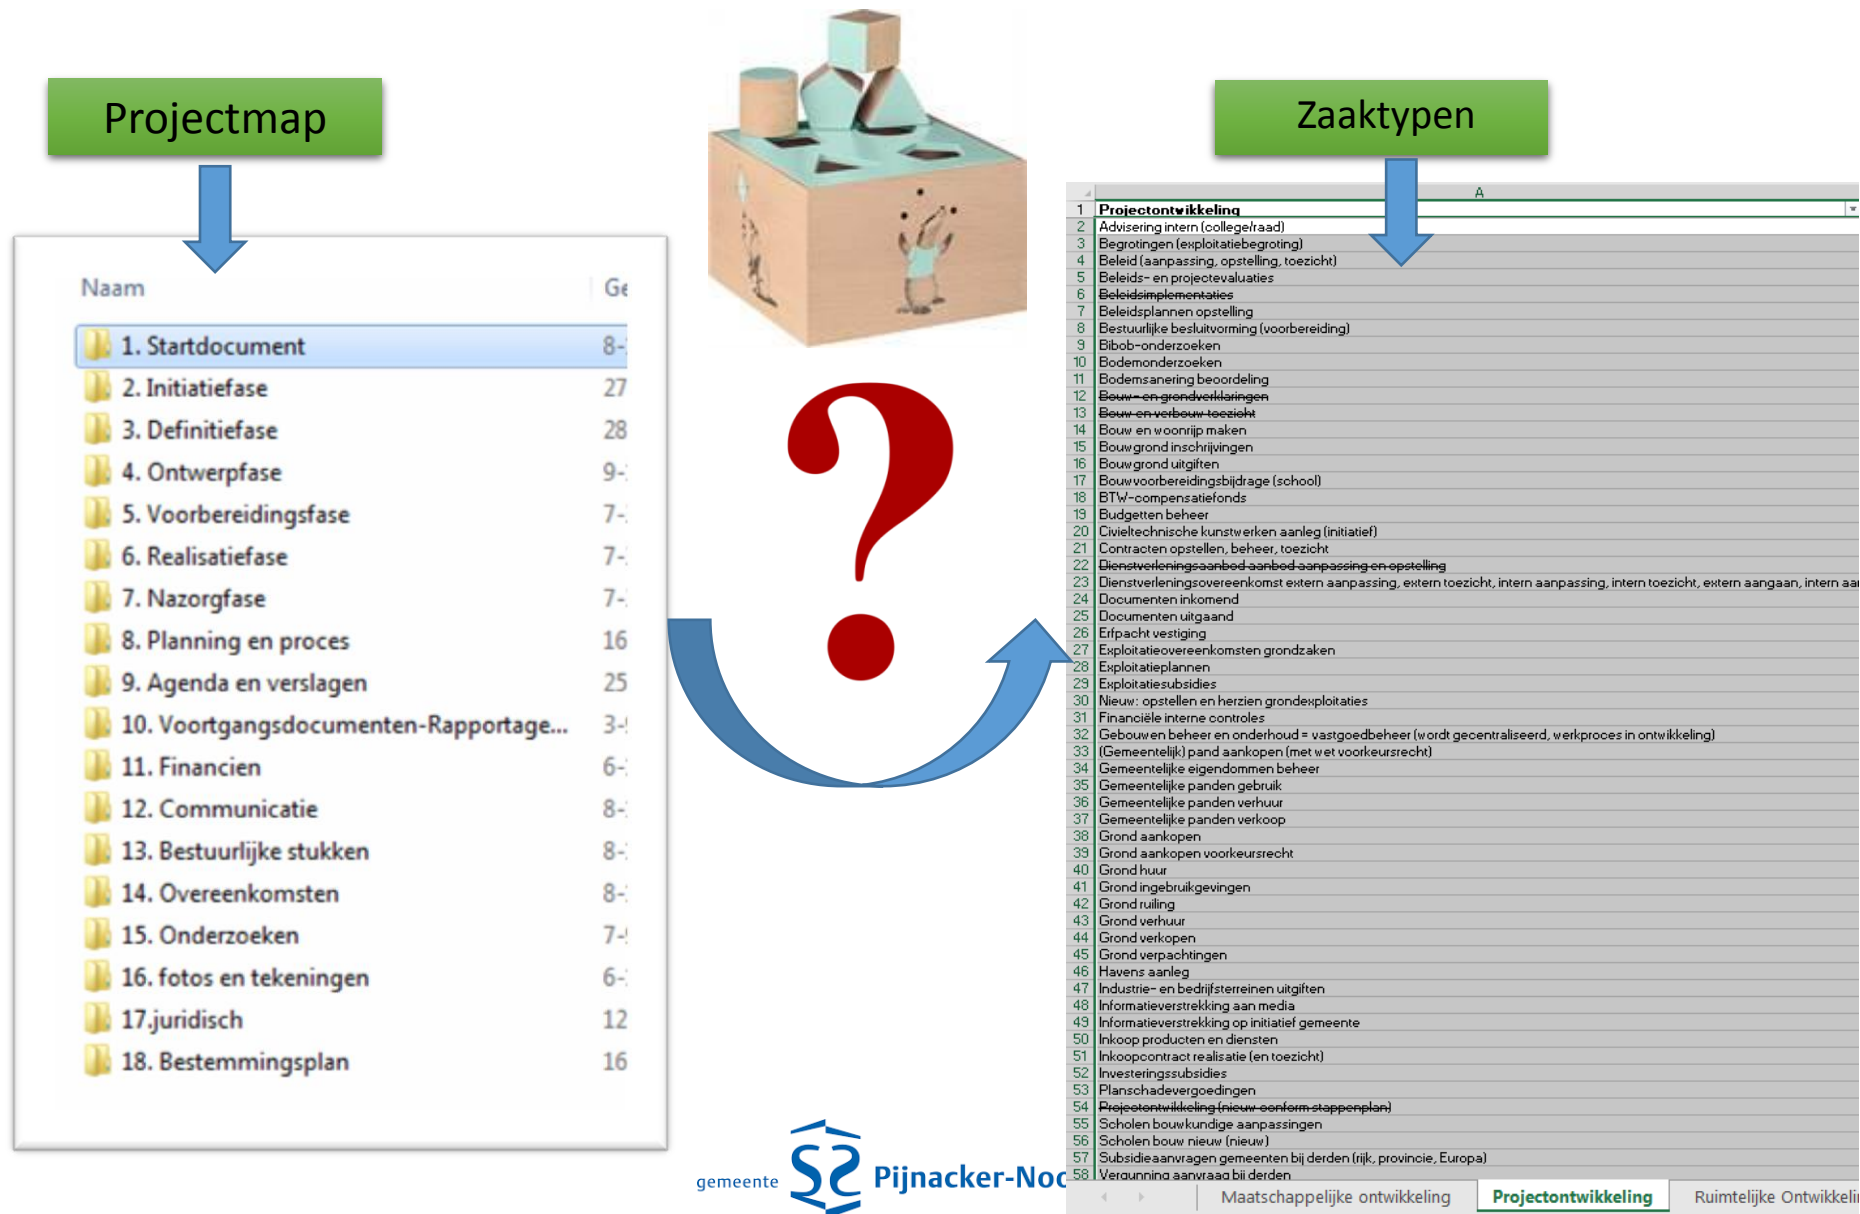 Projectmap
Naam
Ge
1. Startdocument
8-
2. Initiatiefase
27
3. Definitiefase
28
4. Ontwerpfase
9-
5. Voorbereidingsfase
7-
6. Realisatiefase
7-
7. Nazorgfase
7-
8. Planning en proces
16
9. Agenda en verslagen
25
10. Voortgangsdocumenten-Rapportage...
3-
11. Financien
6-
12. Communicatie
8-
13. Bestuurlijke stukken
8-
14. Overeenkomsten
8-
15. Onderzoeken
7-
16. fotos en tekeningen
6-
17.juridisch
12
18. Bestemmingsplan
16
?
gemeente Pijnacker-Noo
Zaaktypen
A
1 Projectontwikkeling
2 Advisering intern (college/raad)
3 Begrotingen (exploitatiebegroting)
4 Beleid (aanpassing, opstelling, toezicht)
5 Beleids- en projectevaluaties
6 Beleidsimplementaties
7 Beleidsplannen opstelling
8 Bestuurlijke besluitvorming (voorbereiding)
9 Bibob-onderzoeken
10 Bodemonderzoeken
11 Bodemsanering beoordeling
12 Bouw- en grondverklaringen
13 Bouw en verbouw toezicht
14 Bouw en woonrijp maken
15 Bouwgrond inschrijvingen
16 Bouwgrond uitgiften
17 Bouwvoorbereidingsbijdrage (school)
18 BTW-compensatiefonds
19 Budgetten beheer
20 Civieltechnische kunstwerken aanleg (initiatief)
21 Contracten opstellen, beheer, toezicht
22 Dienstverleningsaanbod aanbod aanpassing en opstelling
23 Dienstverleningsovereenkomst extern aanpassing, extern toezicht, intern aanpassing, intern toezicht, extern aangaan, intern aan
24 Documenten inkomend
25 Documenten uitgaand
26 Erfpacht vestiging
27 Exploitatieovereenkomsten grondzaken
28 Exploitatieplannen
29 Exploitatiesubsidies
30 Nieuw: opstellen en herzien grondexploitaties
31 Financiële interne controles
32 Gebouwen beheer en onderhoud = vastgoedbeheer (wordt gecentraliseerd, werkproces in ontwikkeling)
33 (Gemeentelijk) pand aankopen (met wet voorkeursrecht)
34 Gemeentelijke eigendommen beheer
35 Gemeentelijke panden gebruik
36 Gemeentelijke panden verhuur
37 Gemeentelijke panden verkoop
38 Grond aankopen
39 Grond aankopen voorkeursrecht
40 Grond huur
41 Grond ingebruikgevingen
42 Grond ruiling
43 Grond verhuur
44 Grond verkopen
45 Grond verpachtingen
46 Havens aanleg
47 Industrie- en bedrijfsterreinen uitgiften
48 Informatieverstrekking aan media
49 Informatieverstrekking op initiatief gemeente
50 Inkoop producten en diensten
51 Inkoopcontract realisatie (en toezicht)
52 Investeringssubsidies
53 Planschadevergoedingen
54 Projectontwikkeling (nieuw conform stappenplan)
55 Scholen bouwkundige aanpassingen
56 Scholen bouw nieuw (nieuw)
57 Subsidieaanvragen gemeenten bij derden (rijk, provincie, Europa)
58 Vergunning aanvraag bij derden
Maatschappelijke ontwikkeling Projectontwikkeling Ruimtelijke Ontwikkelin